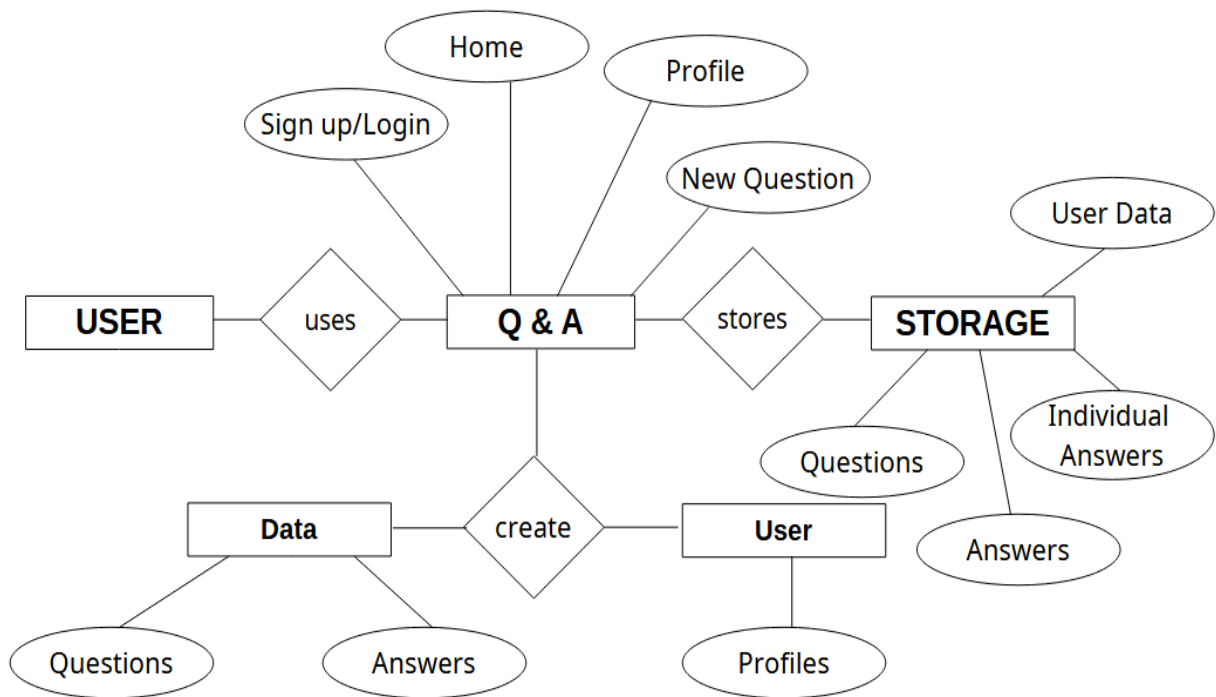 Home
Profile
Sign up/Login
New Question
User Data
USER
uses
Q & A
stores
STORAGE
Individual
Answers
Questions
Data
create
User
Answers
Questions
Answers
Profiles